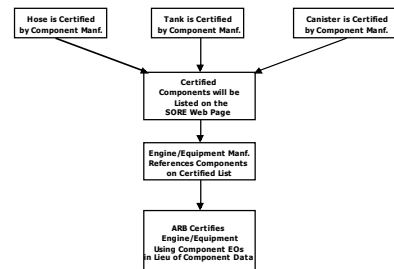 Hose is Certified
by Component Manf.
Tank is Certified
by Component Manf.
Canister is Certified
by Component Manf.
Certified
Components will be
Listed on the
SORE Web Page
Engine/Equipment Manf.
References Components
on Certified List
ARB Certifies
Engine/Equipment
Using Component EOs
in Lieu of Component Data